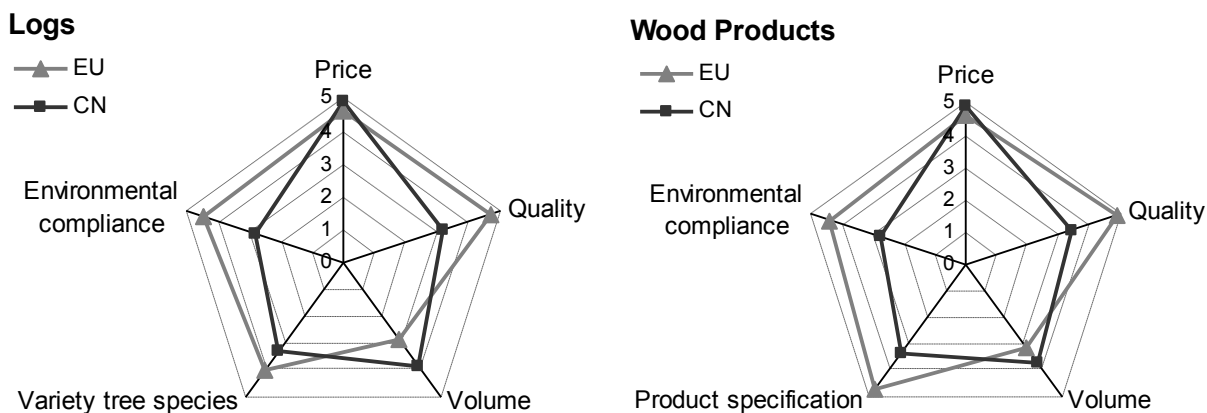 Logs
EU
CN
Price
5
4
3
2
1
0
Environmental
compliance
Quality
Variety tree species
Volume
Wood Products
EU
CN
Price
5
4
3
2
1
0
Environmental
compliance
Quality
Product specification
Volume